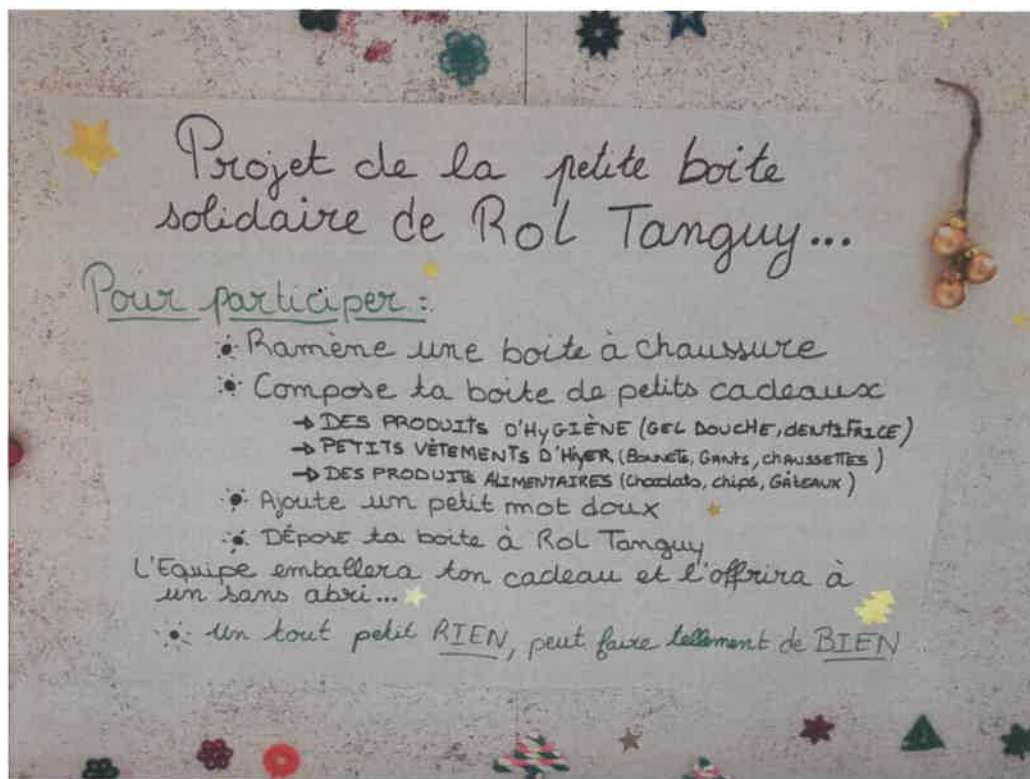 Projet de la petite boite
solidaire de Rol Tanguy...
Pour participer :
Ramène une boite à chaussure
Compose ta boite de petits cadeaux
→ DES PRODUITS D'HyGIÈNE (GEL DOUCHE, DENTIFRICE)
→ PETITS VÊTEMENTS D'HIVER (BONNETS, GANTS, CHAUSSETTES)
→ DES PRODUITS ALIMENTAIRES (Chocolats, chips, GÂTEAUX)
Ajoute un petit mot doux
DÉPOSE ta boite à Rol Tanguy
L'Equipe emballera ton cadeau et l'offrira à
un sans abri...
Un tout petit RIEN, peut faire tellement de BIEN